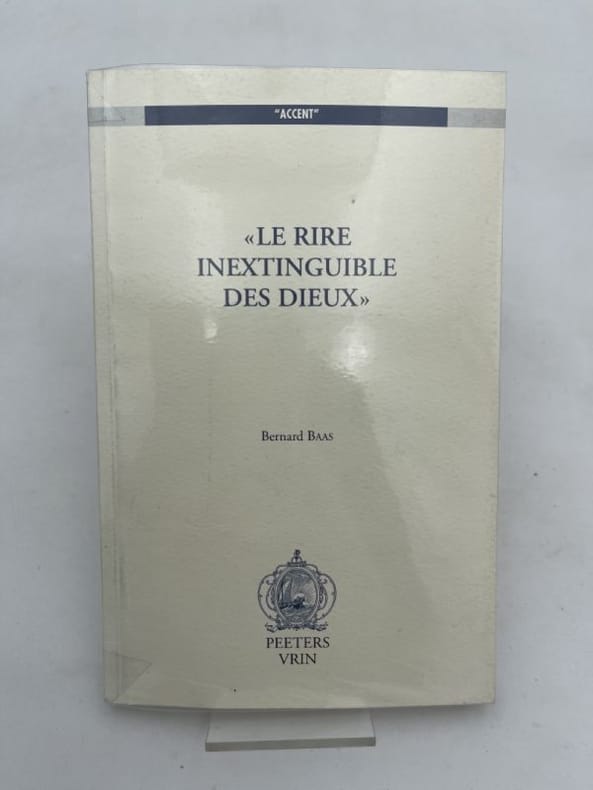 "ACCENT"
«LE RIRE
INEXTINGUIBLE
DES DIEUX»
Bernard BAAS
PEETERS
VRIN